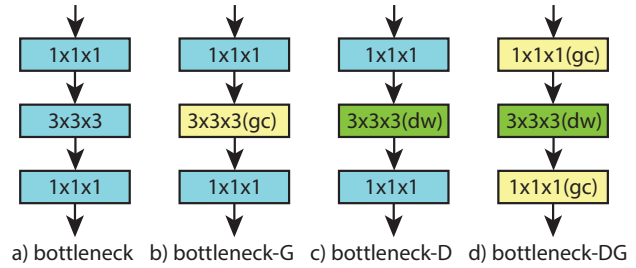 1x1x1 1x1x1 1x1x1 1x1x1(gc)
3x3x3 3x3x3(gc) 3x3x3(dw) 3x3x3(dw)
1x1x1 1x1x1 1x1x1 1x1x1(gc)
a) bottleneck b) bottleneck-G c) bottleneck-D d) bottleneck-DG